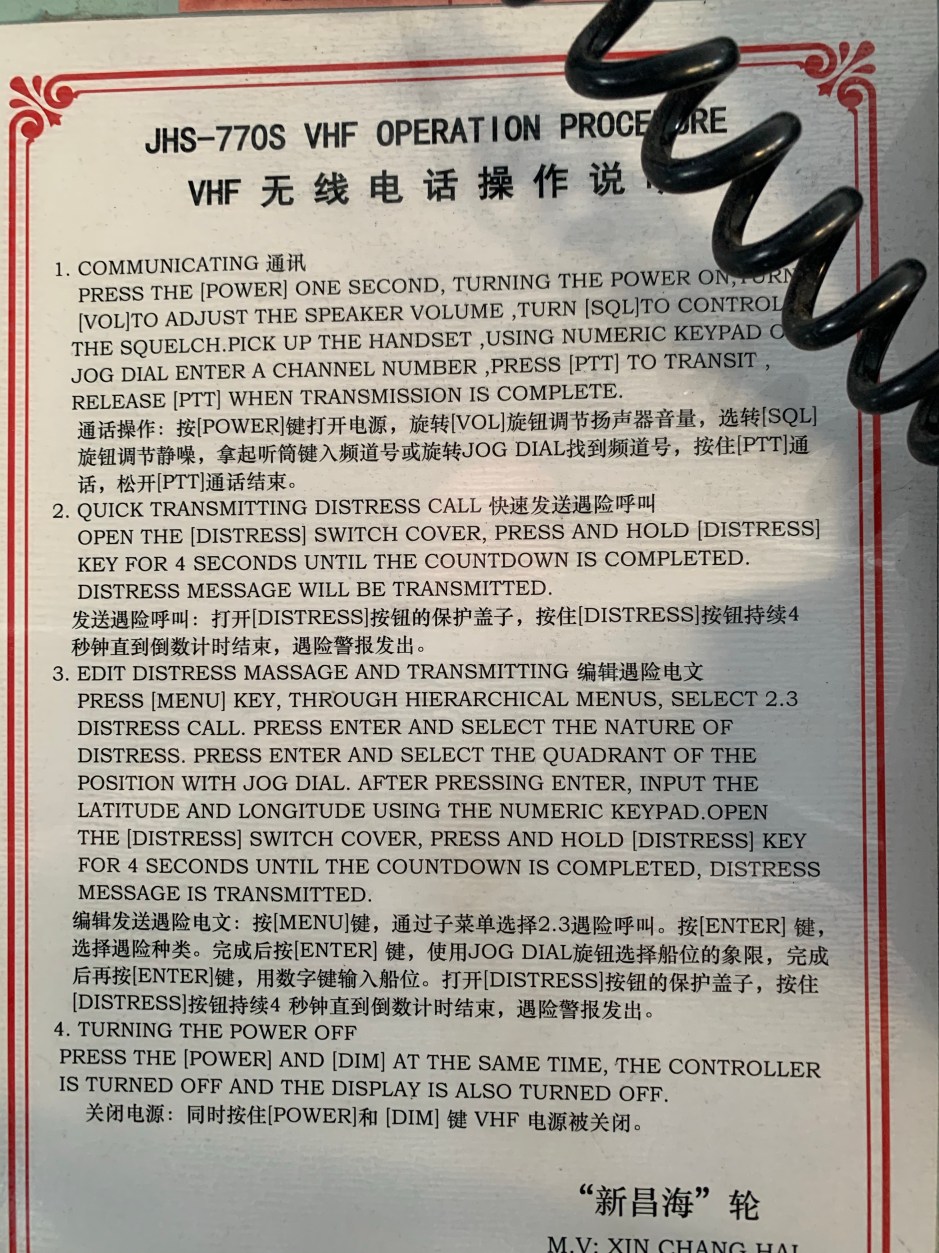 JHS-770S VHF OPERATION
VHF 无线电话操作说
1. COMMUNICATING 通讯
PRESS THE [POWER] ONE SECOND, TURNING THE POWER ON,TURN
[VOL]TO ADJUST THE SPEAKER VOLUME ,TURN [SQL]TO CONTROL
THE SQUELCH.PICK UP THE HANDSET ,USING NUMERIC KEYPAD
JOG DIAL ENTER A CHANNEL NUMBER ,PRESS [PTT] TO TRANSIT ,
RELEASE [PTT] WHEN TRANSMISSION IS COMPLETE.
通话操作：按[POWER]键打开电源，旋转[VOL]旋钮调节扬声器音量，选转[SQL]
旋钮调节静噪，拿起听筒键入频道号或旋转JOG DIAL找到频道号，按住[PTT]通
话，松开[PTT]通话结束。
2. QUICK TRANSMITTING DISTRESS CALL 快速发送遇险呼叫
OPEN THE [DISTRESS] SWITCH COVER, PRESS AND HOLD [DISTRESS]
KEY FOR 4 SECONDS UNTIL THE COUNTDOWN IS COMPLETED.
DISTRESS MESSAGE WILL BE TRANSMITTED.
发送遇险呼叫：打开[DISTRESS]按钮的保护盖子，按住[DISTRESS]按钮持续4
秒钟直到倒数计时结束，遇险警报发出。
3. EDIT DISTRESS MASSAGE AND TRANSMITTING 编辑遇险电文
PRESS [MENU] KEY, THROUGH HIERARCHICAL MENUS, SELECT 2.3
DISTRESS CALL. PRESS ENTER AND SELECT THE NATURE OF
DISTRESS. PRESS ENTER AND SELECT THE QUADRANT OF THE
POSITION WITH JOG DIAL. AFTER PRESSING ENTER, INPUT THE
LATITUDE AND LONGITUDE USING THE NUMERIC KEYPAD.OPEN
THE [DISTRESS] SWITCH COVER, PRESS AND HOLD [DISTRESS] KEY
FOR 4 SECONDS UNTIL THE COUNTDOWN IS COMPLETED, DISTRESS
MESSAGE IS TRANSMITTED.
编辑发送遇险电文：按[MENU]键，通过子菜单选择2.3遇险呼叫。按[ENTER] 键，
选择遇险种类。完成后按[ENTER] 键，使用JOG DIAL旋钮选择船位的象限，完成
后再按[ENTER]键，用数字键输入船位。打开[DISTRESS]按钮的保护盖子，按住
[DISTRESS]按钮持续4 秒钟直到倒数计时结束，遇险警报发出。
4. TURNING THE POWER OFF
PRESS THE [POWER] AND [DIM] AT THE SAME TIME, THE CONTROLLER
IS TURNED OFF AND THE DISPLAY IS ALSO TURNED OFF.
关闭电源：同时按住[POWER]和 [DIM] 键 VHF 电源被关闭。
“新昌海”轮
M.V: XIN CHANG HAI